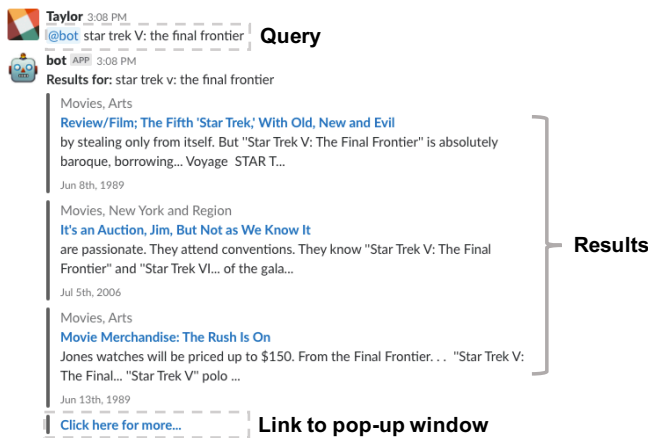 Taylor 3:08 PM
@bot star trek V: the final frontier
Query
bot APP 3:08 PM
Results for: star trek v: the final frontier
Movies, Arts
Review/Film; The Fifth 'Star Trek,' With Old, New and Evil
by stealing only from itself. But "Star Trek V: The Final Frontier" is absolutely
baroque, borrowing... Voyage STAR T...
Jun 8th, 1989
Movies, New York and Region
It's an Auction, Jim, But Not as We Know It
are passionate. They attend conventions. They know "Star Trek V: The Final
Frontier" and "Star Trek VI... of the gala...
Jul 5th, 2006
Results
Movies, Arts
Movie Merchandise: The Rush Is On
Jones watches will be priced up to $150. From the Final Frontier. . . "Star Trek V:
The Final... "Star Trek V" polo ...
Jun 13th, 1989
Click here for more...
Link to pop-up window